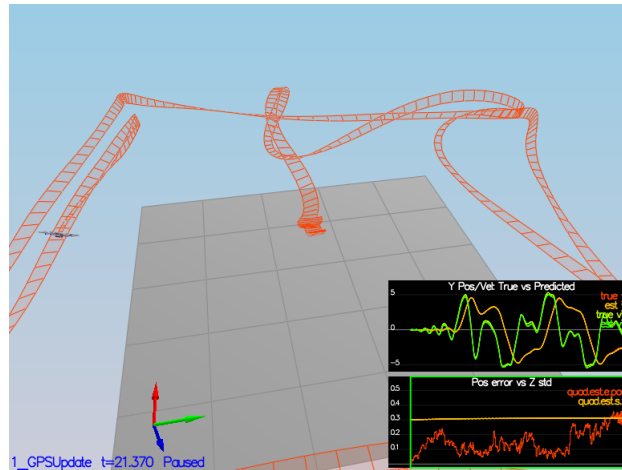 Y Pos/Vel: True vs Predicted
5
true
est
true v
0
−5
Pos error vs Z std
0.5
quad.est.e.po
0.4
quad.est.s
0.3
0.2
0.1
1_GPSUpdate t=21.370 Paused